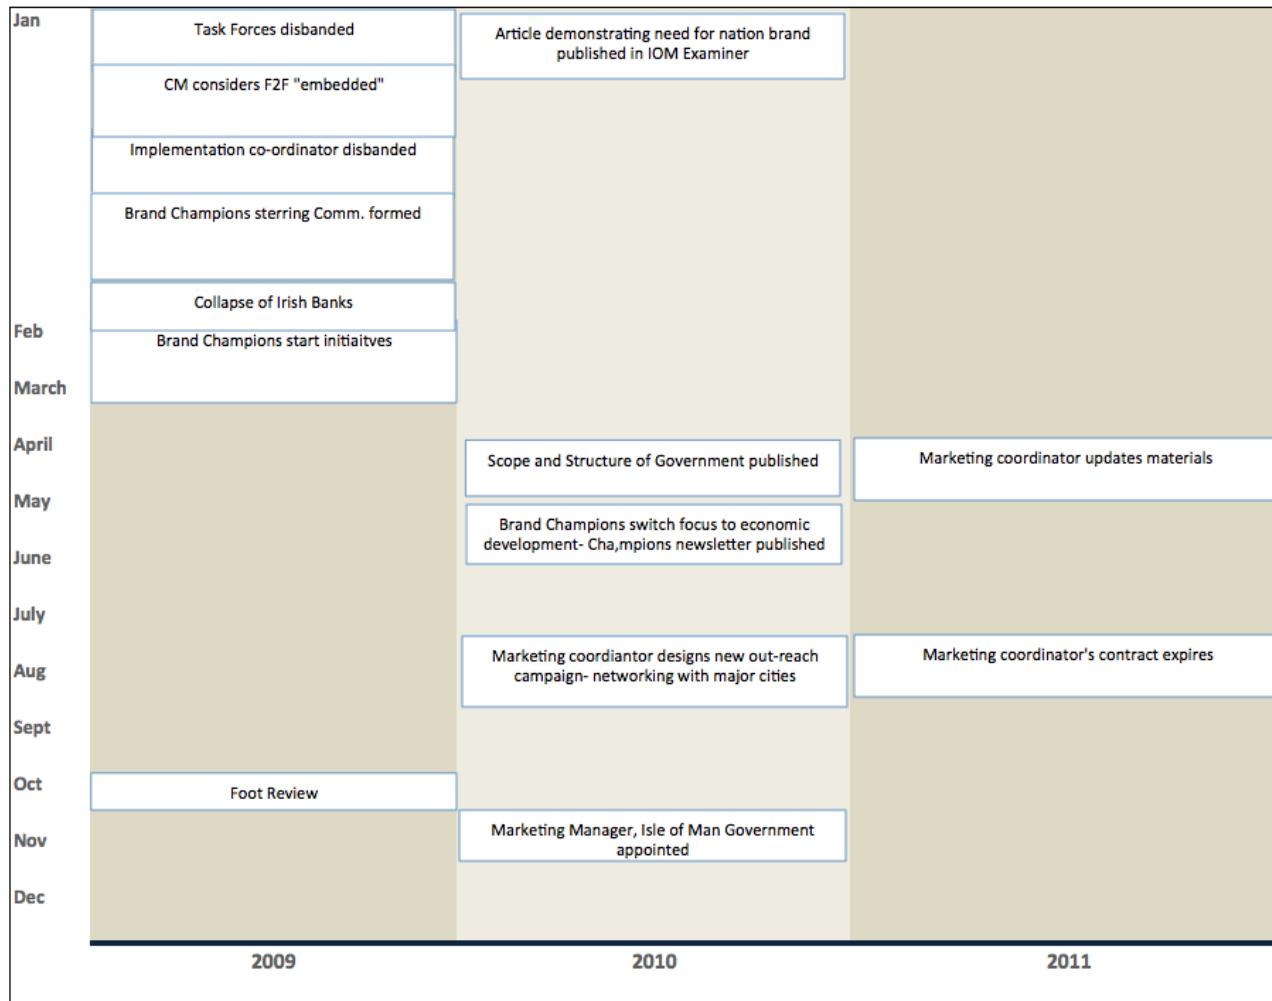 Jan
Task Forces disbanded
CM considers F2F "embedded"
Implementation co-ordinator disbanded
Brand Champions sterring Comm. formed
Collapse of Irish Banks
Brand Champions start initiaitves
Foot Review
Article demonstrating need for nation brand
published in IOM Examiner
Scope and Structure of Government published
Brand Champions switch focus to economic
development- Cha,mpions newsletter published
Marketing coordiantor designs new out-reach
campaign- networking with major cities
Marketing Manager, Isle of Man Government
appointed
Marketing coordinator updates materials
Marketing coordinator's contract expires
Feb
March
April
May
June
July
Aug
Sept
Oct
Nov
Dec
2009
2010
2011